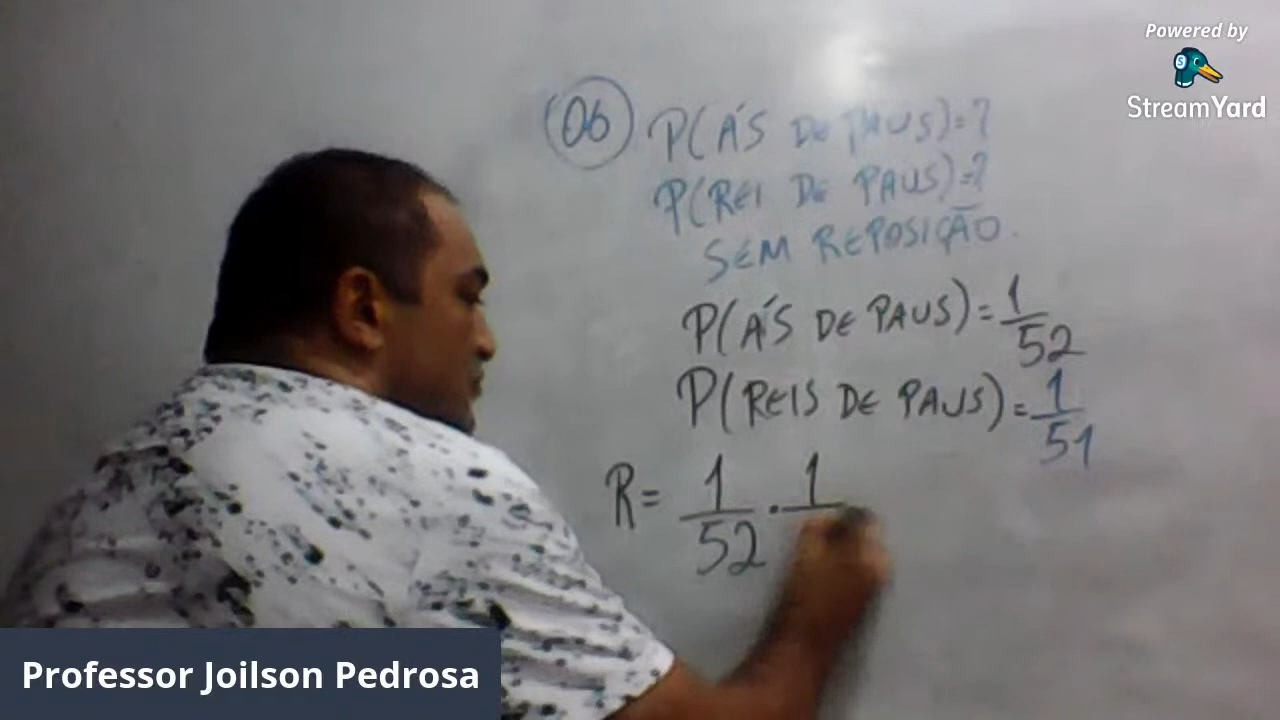 Powered by
StreamYard
06 P(ÁS DE PAUS)=?
P(REI DE PAUS)=?
SEM REPOSIÇÃO.
P(ÁS DE PAUS)=1/52
P(REIS DE PAUS)=1/51
R= 1/52 . 1
Professor Joilson Pedrosa